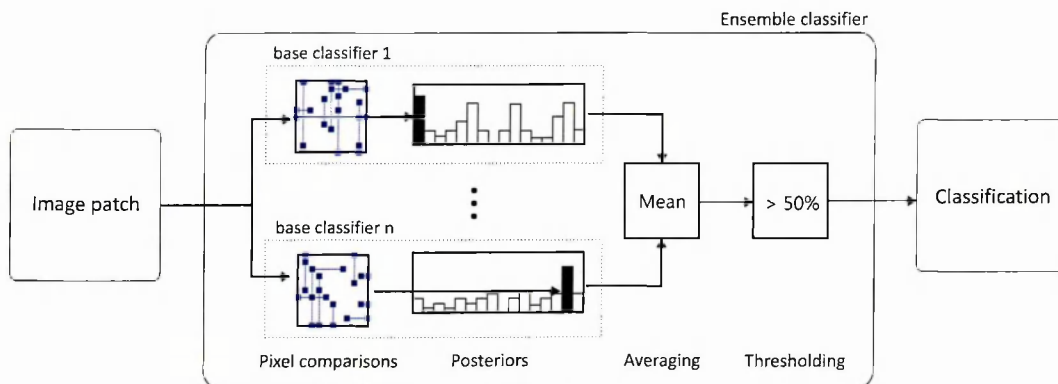 Ensemble classifier
base classifier 1
Image patch
Mean
> 50%
Classification
base classifier n
Pixel comparisons
Posteriors
Averaging
Thresholding